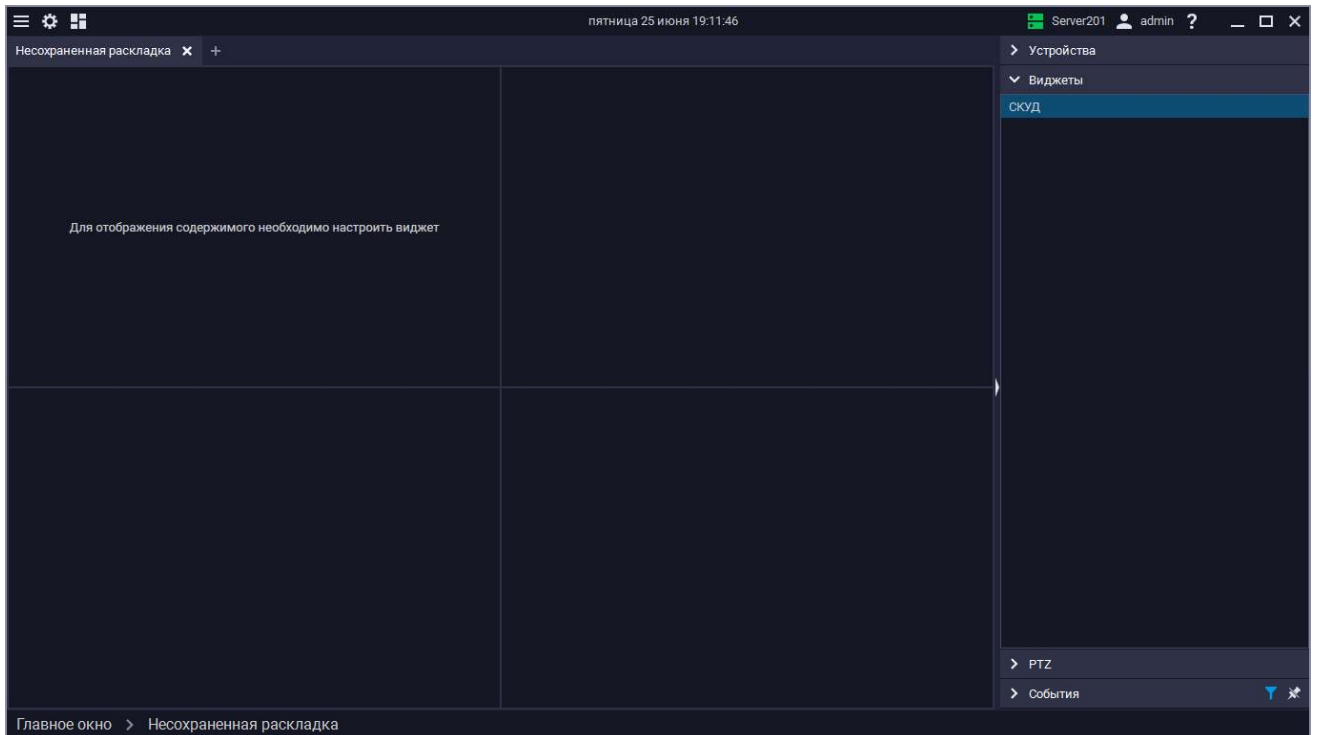 пятница 25 июня 19:11:46
Server201 admin ?
Несохраненная раскладка
Устройства
Виджеты
СКУД
Для отображения содержимого необходимо настроить виджет
PTZ
События
Главное окно > Несохраненная раскладка